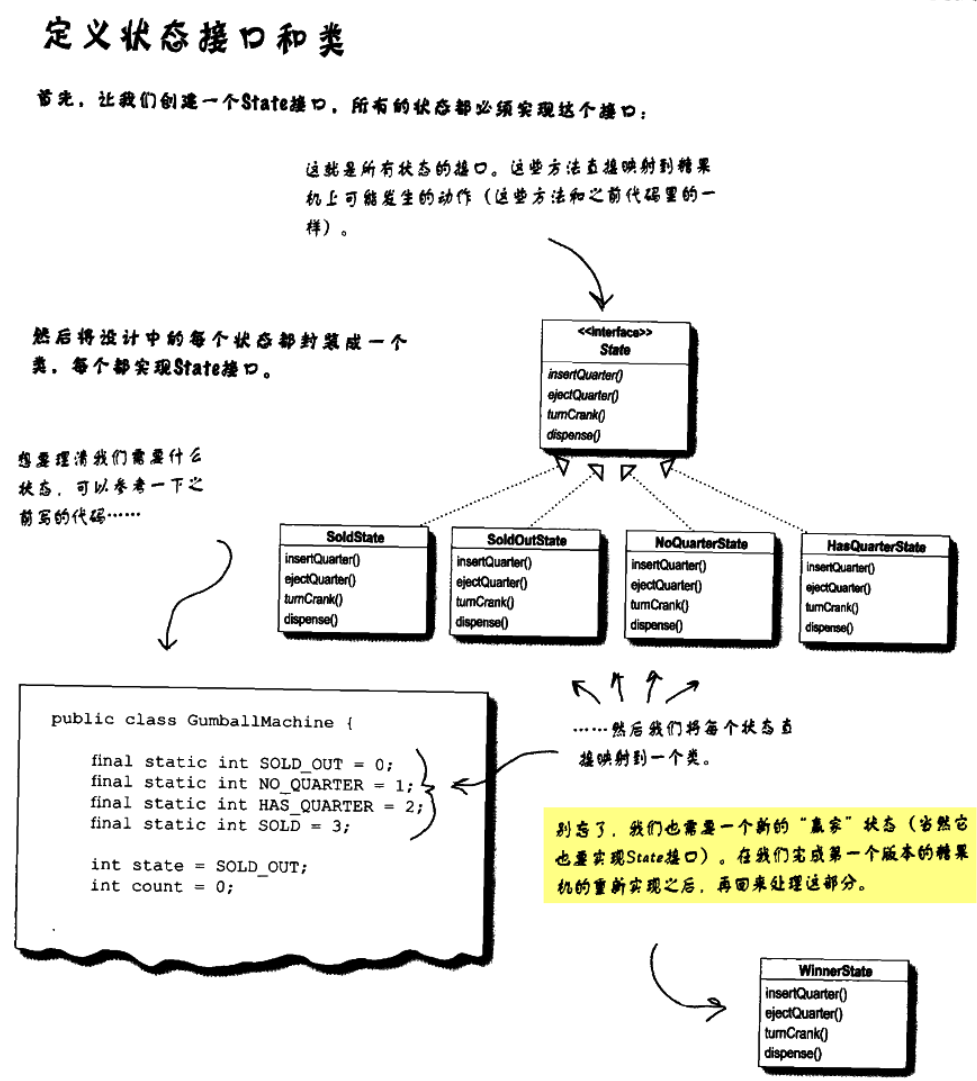 定义状态接口和类
首先，让我们创建一个State接口，所有的状态都必须实现这个接口：
这就是所有状态的接口。这些方法直接映射到糖果
机上可能发生的动作（这些方法和之前代码里的一
样）。
<<interface>>
State
insertQuarter()
ejectQuarter()
turnCrank()
dispense()
然后将设计中的每个状态都封装成一个
类，每个都实现State接口。
想要理清我们需要什么
状态，可以参考一下之
前写的代码……
SoldState
insertQuarter()
ejectQuarter()
turnCrank()
dispense()
SoldOutState
insertQuarter()
ejectQuarter()
turnCrank()
dispense()
NoQuarterState
insertQuarter()
ejectQuarter()
turnCrank()
dispense()
HasQuarterState
insertQuarter()
ejectQuarter()
turnCrank()
dispense()
public class GumballMachine {
final static int SOLD_OUT = 0;
final static int NO_QUARTER = 1;
final static int HAS_QUARTER = 2;
final static int SOLD = 3;
int state = SOLD_OUT;
int count = 0;
……然后我们将每个状态直
接映射到一个类。
别忘了，我们也需要一个新的“赢家”状态（当然它
也要实现State接口）。在我们完成第一个版本的糖果
机的重新实现之后，再回来处理这部分。
WinnerState
insertQuarter()
ejectQuarter()
turnCrank()
dispense()